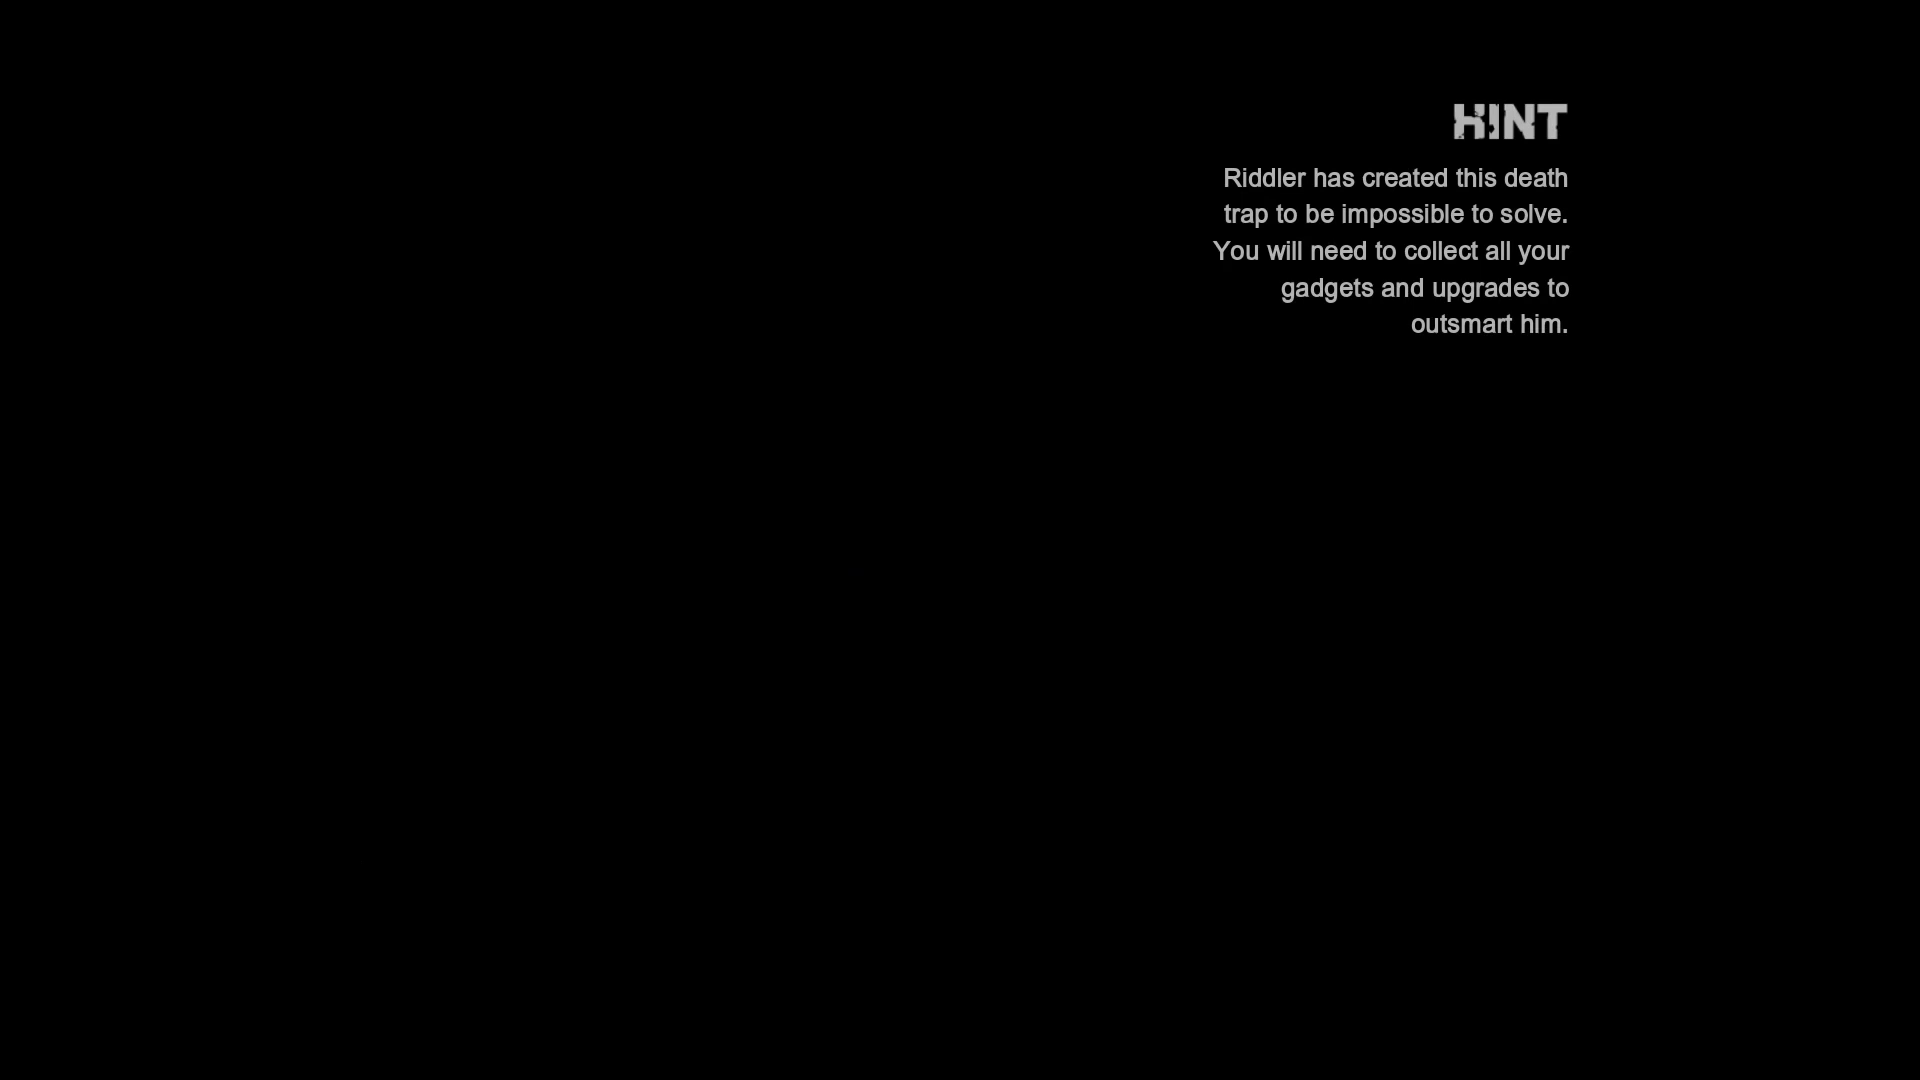 HINT
Riddler has created this death
trap to be impossible to solve.
You will need to collect all your
gadgets and upgrades to
outsmart him.